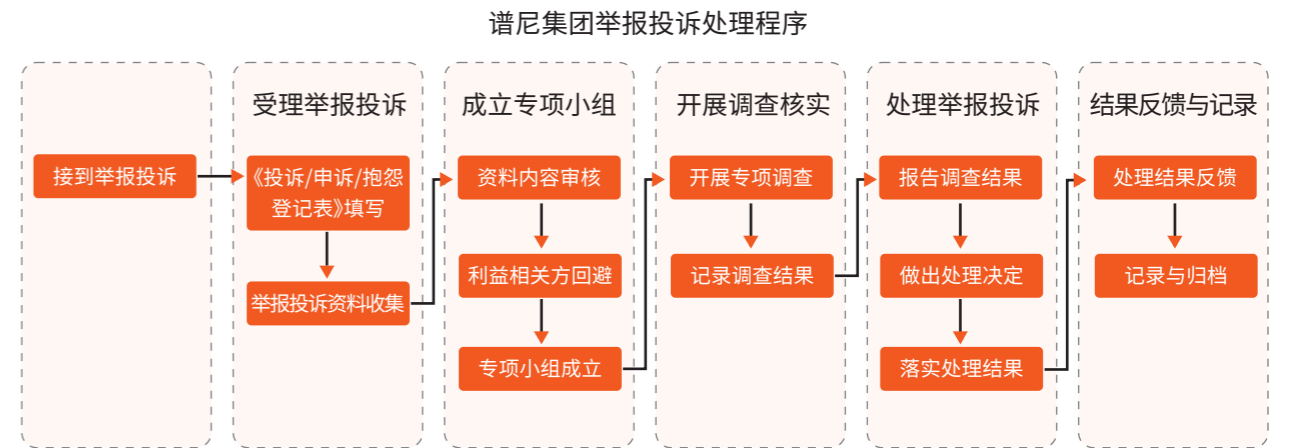 谱尼集团举报投诉处理程序
接到举报投诉
受理举报投诉
《投诉/申诉/抱怨
登记表》填写
举报投诉资料收集
成立专项小组
资料内容审核
利益相关方回避
专项小组成立
开展调查核实
开展专项调查
记录调查结果
处理举报投诉
报告调查结果
做出处理决定
落实处理结果
结果反馈与记录
处理结果反馈
记录与归档